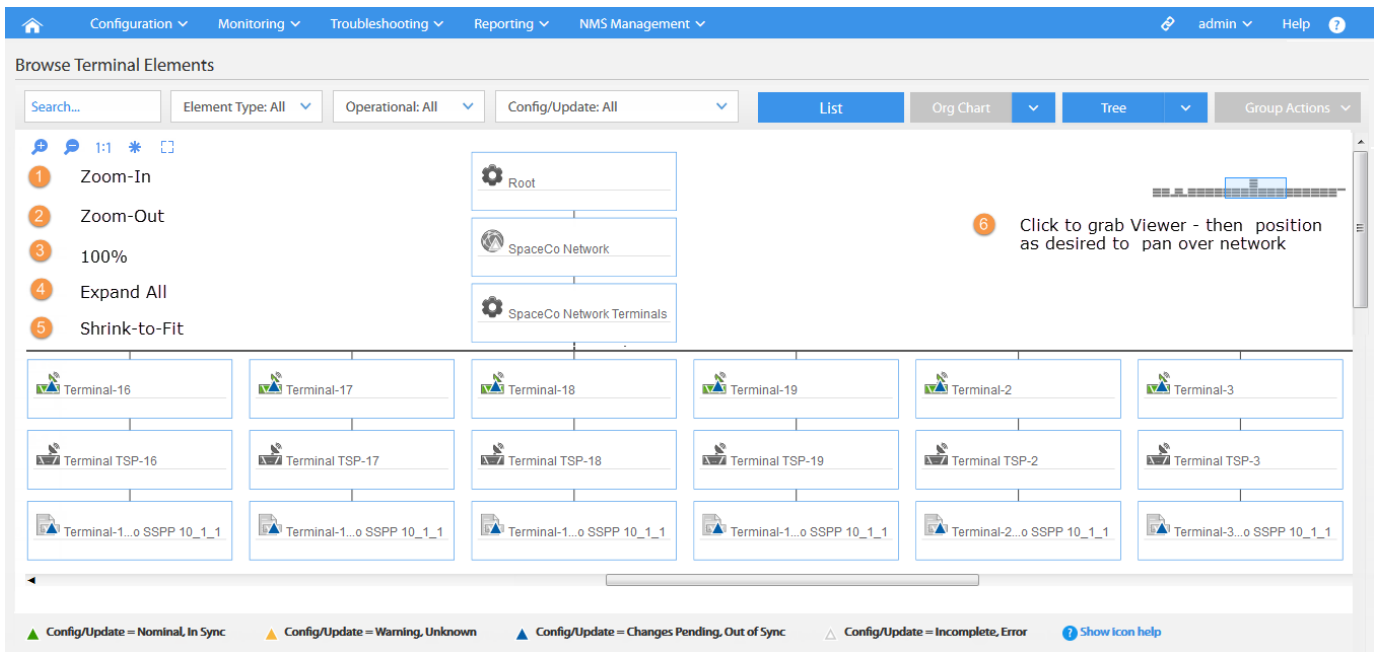 Configuration Monitoring Troubleshooting Reporting NMS Management admin Help ?
Browse Terminal Elements
Search... Element Type: All Operational: All Config/Update: All List Org Chart Tree Group Actions
1:1
1 Zoom-In
2 Zoom-Out
3 100%
4 Expand All
5 Shrink-to-Fit
Root
SpaceCo Network
SpaceCo Network Terminals
6 Click to grab Viewer - then position
as desired to pan over network
Terminal-16 Terminal-17 Terminal-18 Terminal-19 Terminal-2 Terminal-3
Terminal TSP-16 Terminal TSP-17 Terminal TSP-18 Terminal TSP-19 Terminal TSP-2 Terminal TSP-3
Terminal-1...o SSPP 10_1_1 Terminal-1...o SSPP 10_1_1 Terminal-1...o SSPP 10_1_1 Terminal-1...o SSPP 10_1_1 Terminal-2...o SSPP 10_1_1 Terminal-3...o SSPP 10_1_1
Config/Update = Nominal, In Sync Config/Update = Warning, Unknown Config/Update = Changes Pending, Out of Sync Config/Update = Incomplete, Error ? Show Icon help